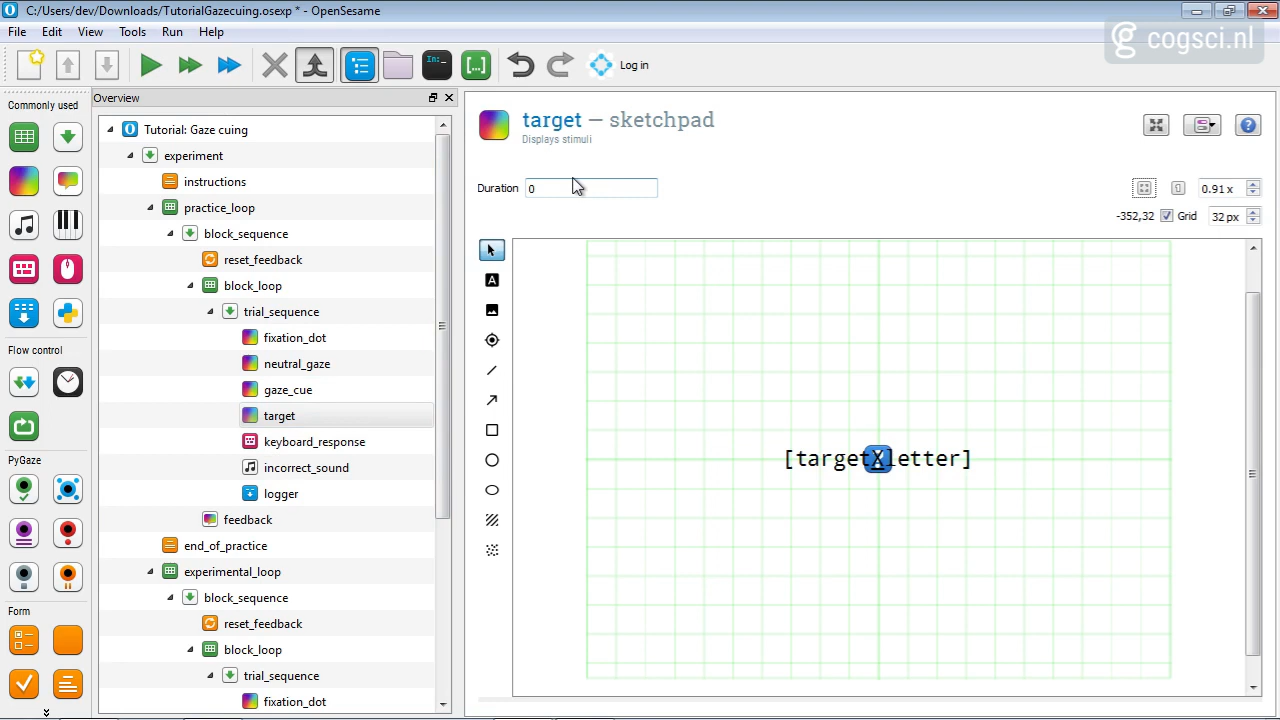 C:/Users/dev/Downloads/TutorialGazecuing.osexp * - OpenSesame
File Edit View Tools Run Help
cogsci.nl
In:_
[...]
Log in
Commonly used
Flow control
PyGaze
Form
Overview
Tutorial: Gaze cuing
experiment
instructions
practice_loop
block_sequence
reset_feedback
block_loop
trial_sequence
fixation_dot
neutral_gaze
gaze_cue
target
keyboard_response
incorrect_sound
logger
feedback
end_of_practice
experimental_loop
block_sequence
reset_feedback
block_loop
trial_sequence
fixation_dot
target – sketchpad
Displays stimuli
Duration 0
0.91 x
-352,32 Grid 32 px
A